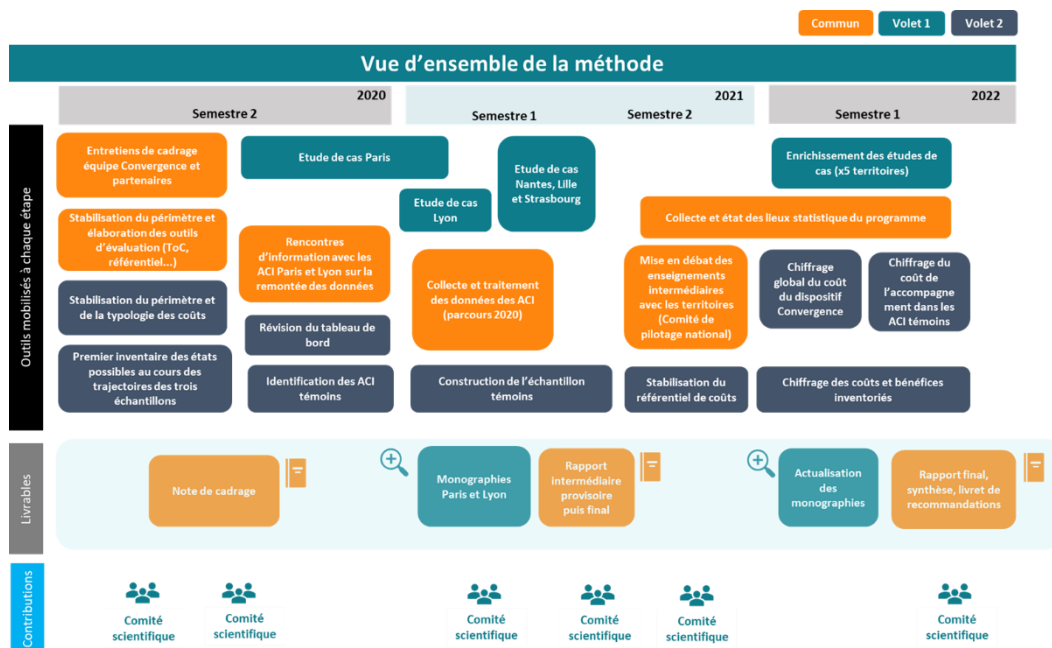 Commun
Volet 1
Volet 2
Vue d'ensemble de la méthode
2020
Semestre 2
2021
Semestre 1
Semestre 2
2022
Semestre 1
Outils mobilisés à chaque étape
Entretiens de cadrage
équipe Convergence et
partenaires
Etude de cas Paris
Etude de cas
Lyon
Etude de cas
Nantes, Lille
et Strasbourg
Enrichissement des études de
cas (x5 territoires)
Stabilisation du périmètre et
élaboration des outils
d'évaluation (ToC,
référentiel...)
Rencontres
d'information avec les
ACI Paris et Lyon sur la
remontée des données
Collecte et traitement
des données des ACI
(parcours 2020)
Collecte et état des lieux statistique du programme
Mise en débat des
enseignements
intermédiaires
avec les territoires
(Comité de
pilotage national)
Chiffrage
global du coût
du dispositif
Convergence
Chiffrage du
coût de
l'accompagne
ment dans les
ACI témoins
Stabilisation du périmètre et
de la typologie des coûts
Révision du tableau de
bord
Premier inventaire des états
possibles au cours des
trajectoires des trois
échantillons
Identification des ACI
témoins
Construction de l'échantillon
témoins
Stabilisation du
référentiel de coûts
Chiffrage des coûts et bénéfices
inventoriés
Livrables
Note de cadrage
Monographies
Paris et Lyon
Rapport
intermédiaire
provisoire
puis final
Actualisation
des
monographies
Rapport final,
synthèse, livret de
recommandations
Contributions
Comité
scientifique
Comité
scientifique
Comité
scientifique
Comité
scientifique
Comité
scientifique
Comité
scientifique